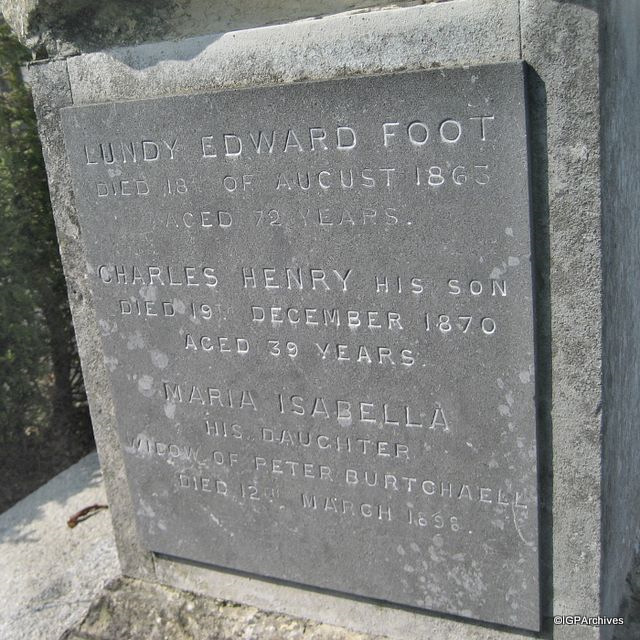 LUNDY EDWARD FOOT
DIED 18TH OF AUGUST 1863
AGED 72 YEARS.
CHARLES HENRY HIS SON
DIED 19TH DECEMBER 1870
AGED 39 YEARS.
MARIA ISABELLA
HIS DAUGHTER
WIDOW OF PETER BURTCHAELL
DIED 12TH MARCH 1898.
©IGPArchives